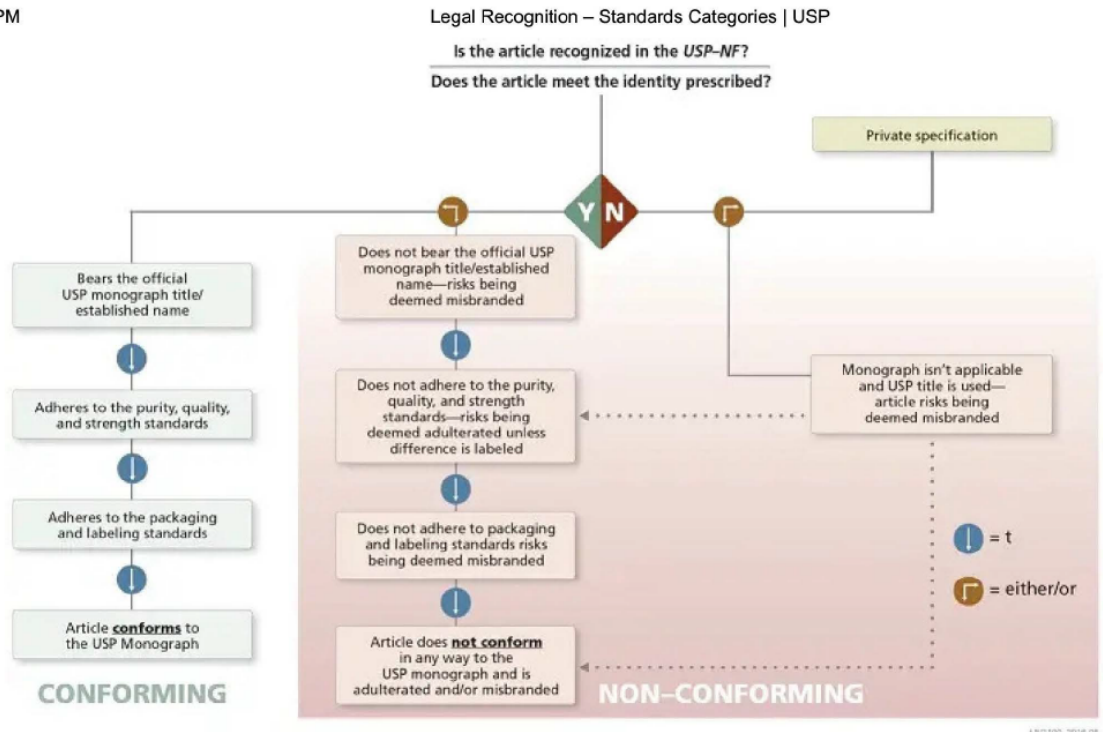 PM
Legal Recognition – Standards Categories | USP
Is the article recognized in the USP–NF?
Does the article meet the identity prescribed?
Private specification
Y N
Bears the official
USP monograph title/
established name
Adheres to the purity, quality,
and strength standards
Adheres to the packaging
and labeling standards
Article conforms to
the USP Monograph
CONFORMING
Does not bear the official USP
monograph title/established
name—risks being
deemed misbranded
Does not adhere to the purity,
quality, and strength
standards—risks being
deemed adulterated unless
difference is labeled
Does not adhere to packaging
and labeling standards risks
being deemed misbranded
Article does not conform
in any way to the
USP monograph and is
adulterated and/or misbranded
NON–CONFORMING
Monograph isn't applicable
and USP title is used—
article risks being
deemed misbranded
= t
= either/or